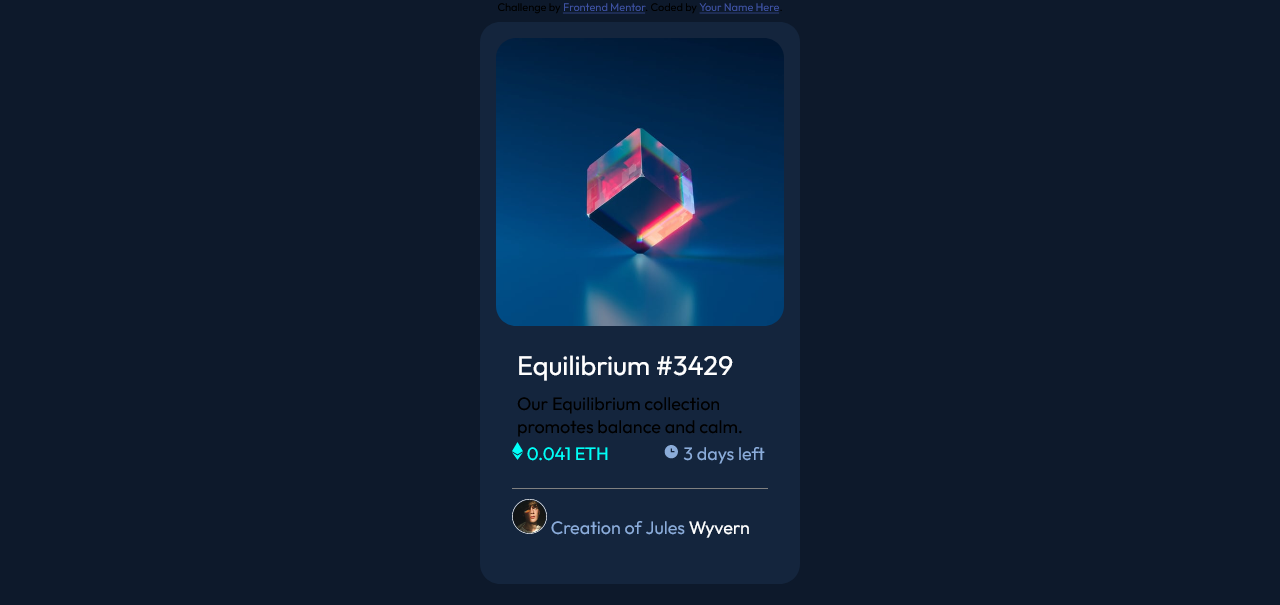 Challenge by Frontend Mentor. Coded by Your Name Here
Equilibrium #3429
Our Equilibrium collection
promotes balance and calm.
0.041 ETH 3 days left
Creation of Jules Wyvern